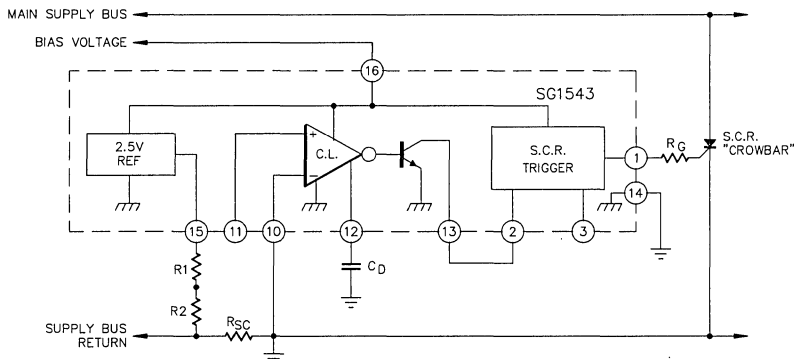 MAIN SUPPLY BUS
BIAS VOLTAGE
16
SG1543
2.5V
REF
+
C.L.
−
S.C.R.
TRIGGER
1
RG
S.C.R.
"CROWBAR"
14
15
11
10
12
13
2
3
R1
CD
R2
RSC
SUPPLY BUS
RETURN